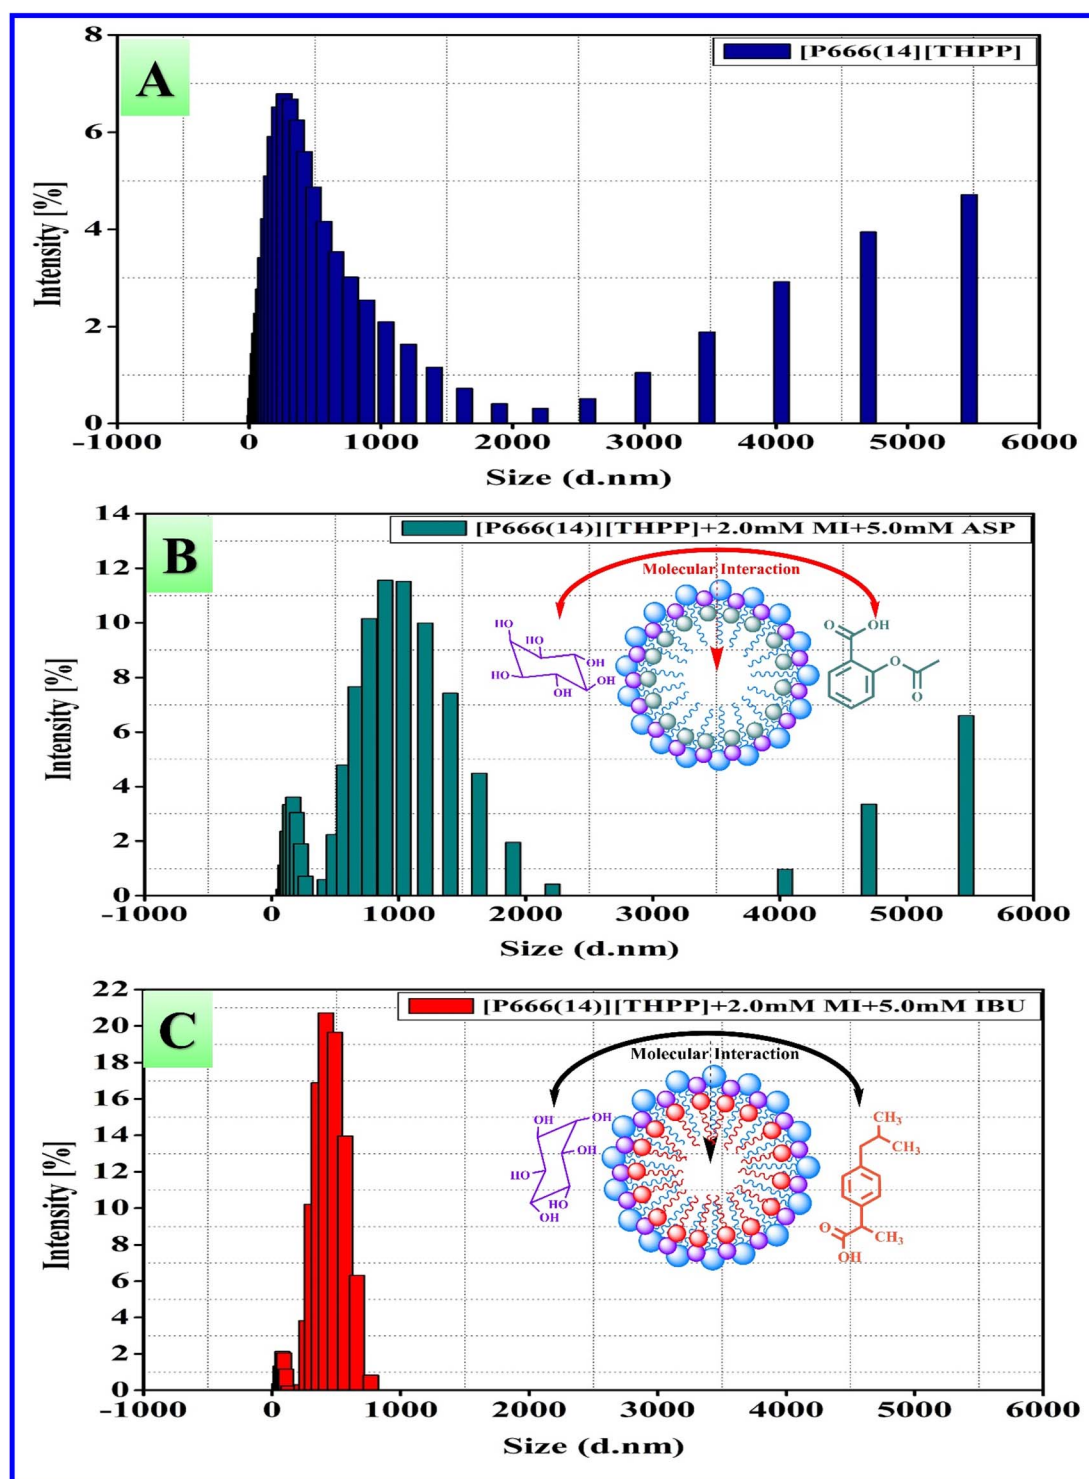 A
[P666(14][THPP]
8
6
4
2
0
Intensity [%]
-1000 0 1000 2000 3000 4000 5000 6000
Size (d.nm)
B
[P666(14)][THPP]+2.0mM MI+5.0mM ASP
14
12
10
8
6
4
2
0
Intensity [%]
Molecular Interaction
HO
HO
HO
HO
OH
OH
OH
O
OH
O
O
-1000 0 1000 2000 3000 4000 5000 6000
Size (d.nm)
C
[P666(14)][THPP]+2.0mM MI+5.0mM IBU
22
20
18
16
14
12
10
8
6
4
2
0
Intensity [%]
Molecular Interaction
OH
OH
OH
HO
HO
OH
CH3
CH3
O
CH3
OH
-1000 0 1000 2000 3000 4000 5000 6000
Size (d.nm)